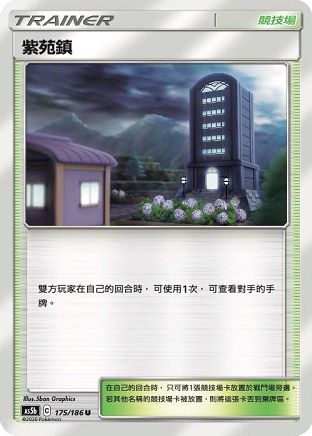 TRAINER
競技場
紫苑鎮
雙方玩家在自己的回合時，可使用1次，可查看對手的手
牌。
Illus.5ban Graphics
在自己的回合時，只可將1張競技場卡放置於戰鬥場旁邊。
若其他名稱的競技場卡被放置，則將這張卡丟到棄牌區。
AS5b C 175/186 U
©2020 Pokémon